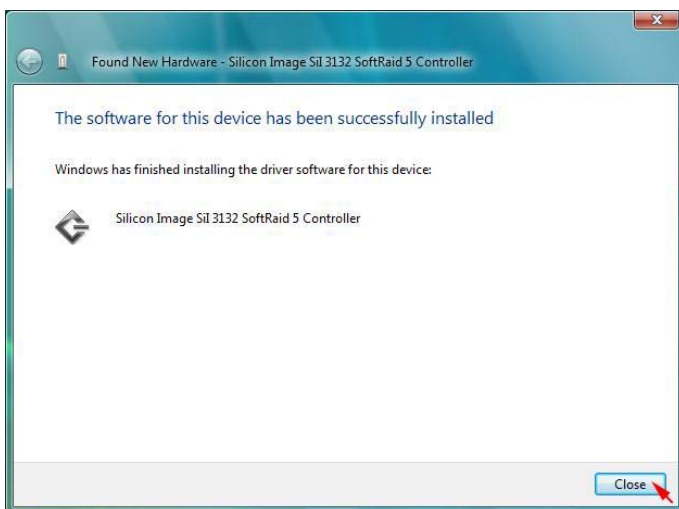 Found New Hardware - Silicon Image SiI 3132 SoftRaid 5 Controller
The software for this device has been successfully installed
Windows has finished installing the driver software for this device:
Silicon Image SiI 3132 SoftRaid 5 Controller
Close